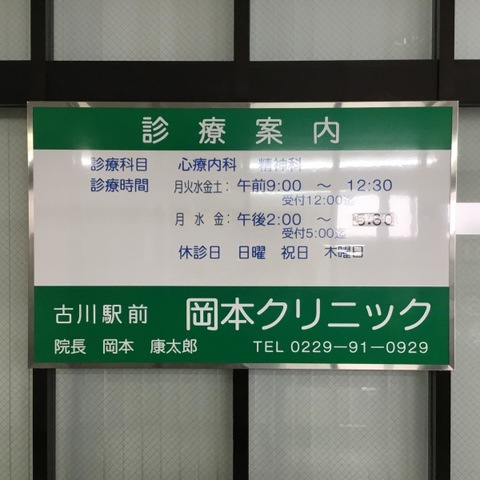 診療案内
診療科目 心療内科 精神科
診療時間 月火水金土: 午前9:00 〜 12:30
受付12:00迄
月 水 金: 午後2:00 〜
受付5:00迄
休診日 日曜 祝日 木曜日
古川駅前 岡本クリニック
院長 岡本 康太郎 TEL 0229-91-0929